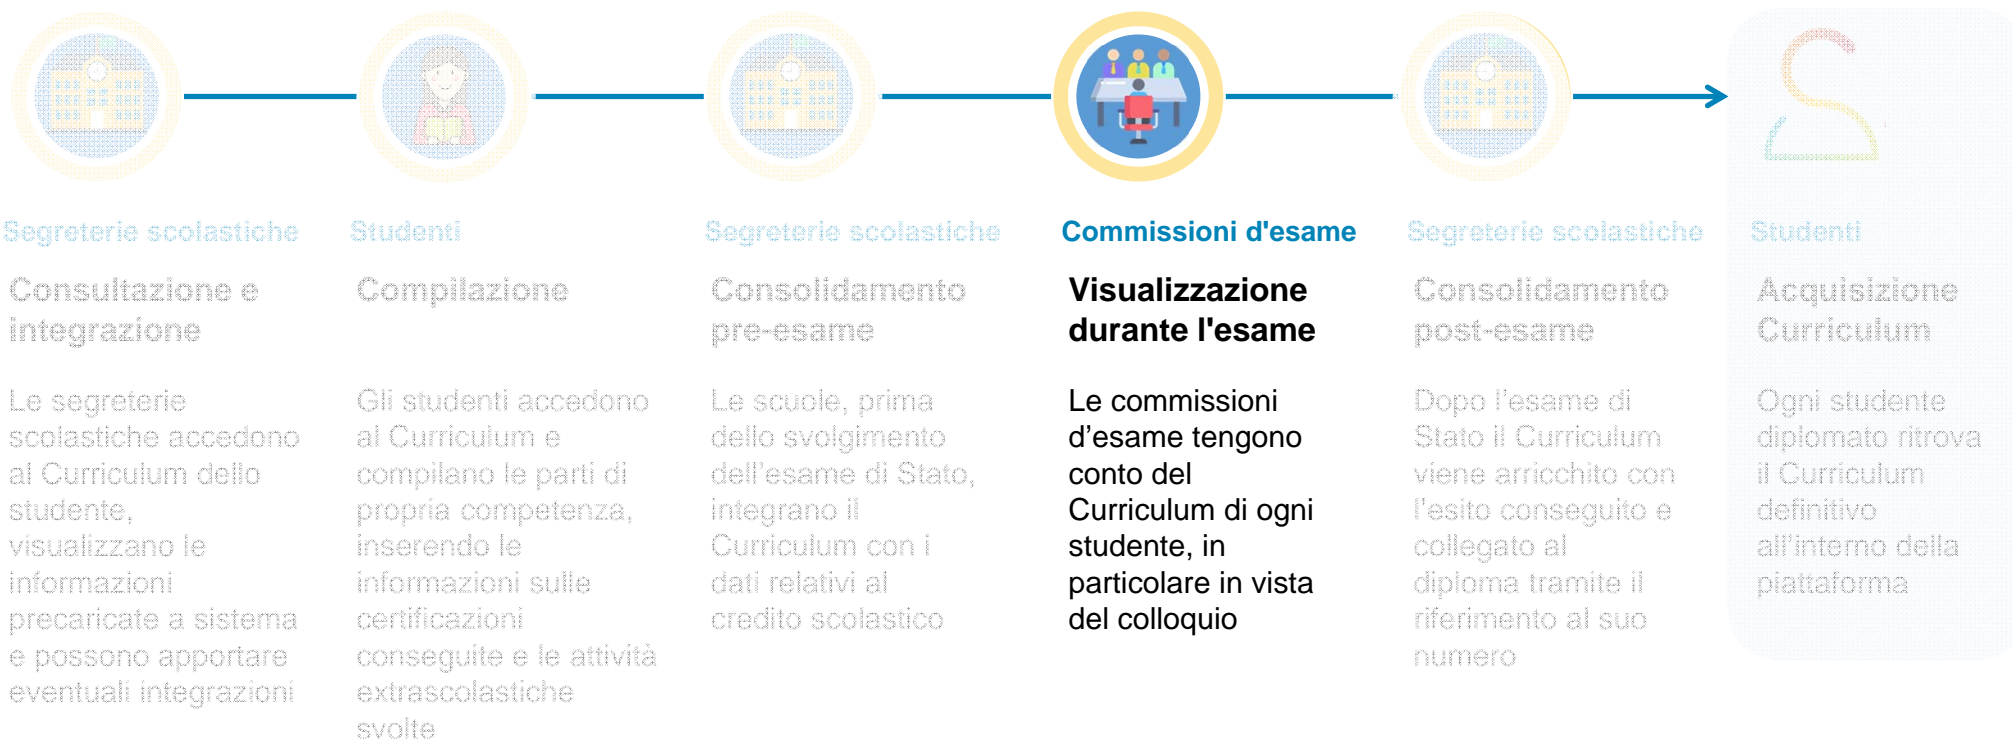 Segreterie scolastiche
Consultazione e
integrazione
Le segreterie
scolastiche accedono
al Curriculum dello
studente,
visualizzano le
informazioni
precaricate a sistema
e possono apportare
eventuali integrazioni
Studenti
Compilazione
Gli studenti accedono
al Curriculum e
compilano le parti di
propria competenza,
inserendo le
informazioni sulle
certificazioni
conseguite e le attività
extrascolastiche
svolte
Segreterie scolastiche
Consolidamento
pre-esame
Le scuole, prima
dello svolgimento
dell’esame di Stato,
integrano il
Curriculum con i
dati relativi al
credito scolastico
Commissioni d'esame
Visualizzazione
durante l'esame
Le commissioni
d’esame tengono
conto del
Curriculum di ogni
studente, in
particolare in vista
del colloquio
Segreterie scolastiche
Consolidamento
post-esame
Dopo l’esame di
Stato il Curriculum
viene arricchito con
l’esito conseguito e
collegato al
diploma tramite il
riferimento al suo
numero
Studenti
Acquisizione
Curriculum
Ogni studente
diplomato ritrova
il Curriculum
definitivo
all’interno della
piattaforma